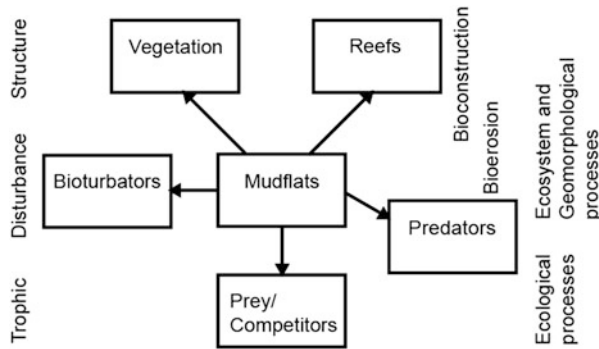 Structure
Vegetation
Reefs
Bioconstruction
Bioerosion
Ecosystem and
Geomorphological
processes
Disturbance
Bioturbators
Mudflats
Predators
Trophic
Prey/
Competitors
Ecological
processes